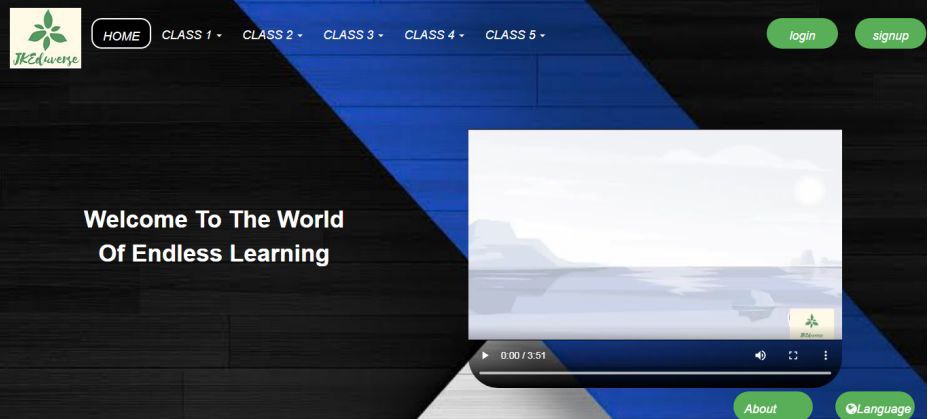 JKEduverse
HOME
CLASS 1
CLASS 2
CLASS 3
CLASS 4
CLASS 5
login
signup
Welcome To The World
Of Endless Learning
JKEduverse
0:00 / 3:51
About
Language